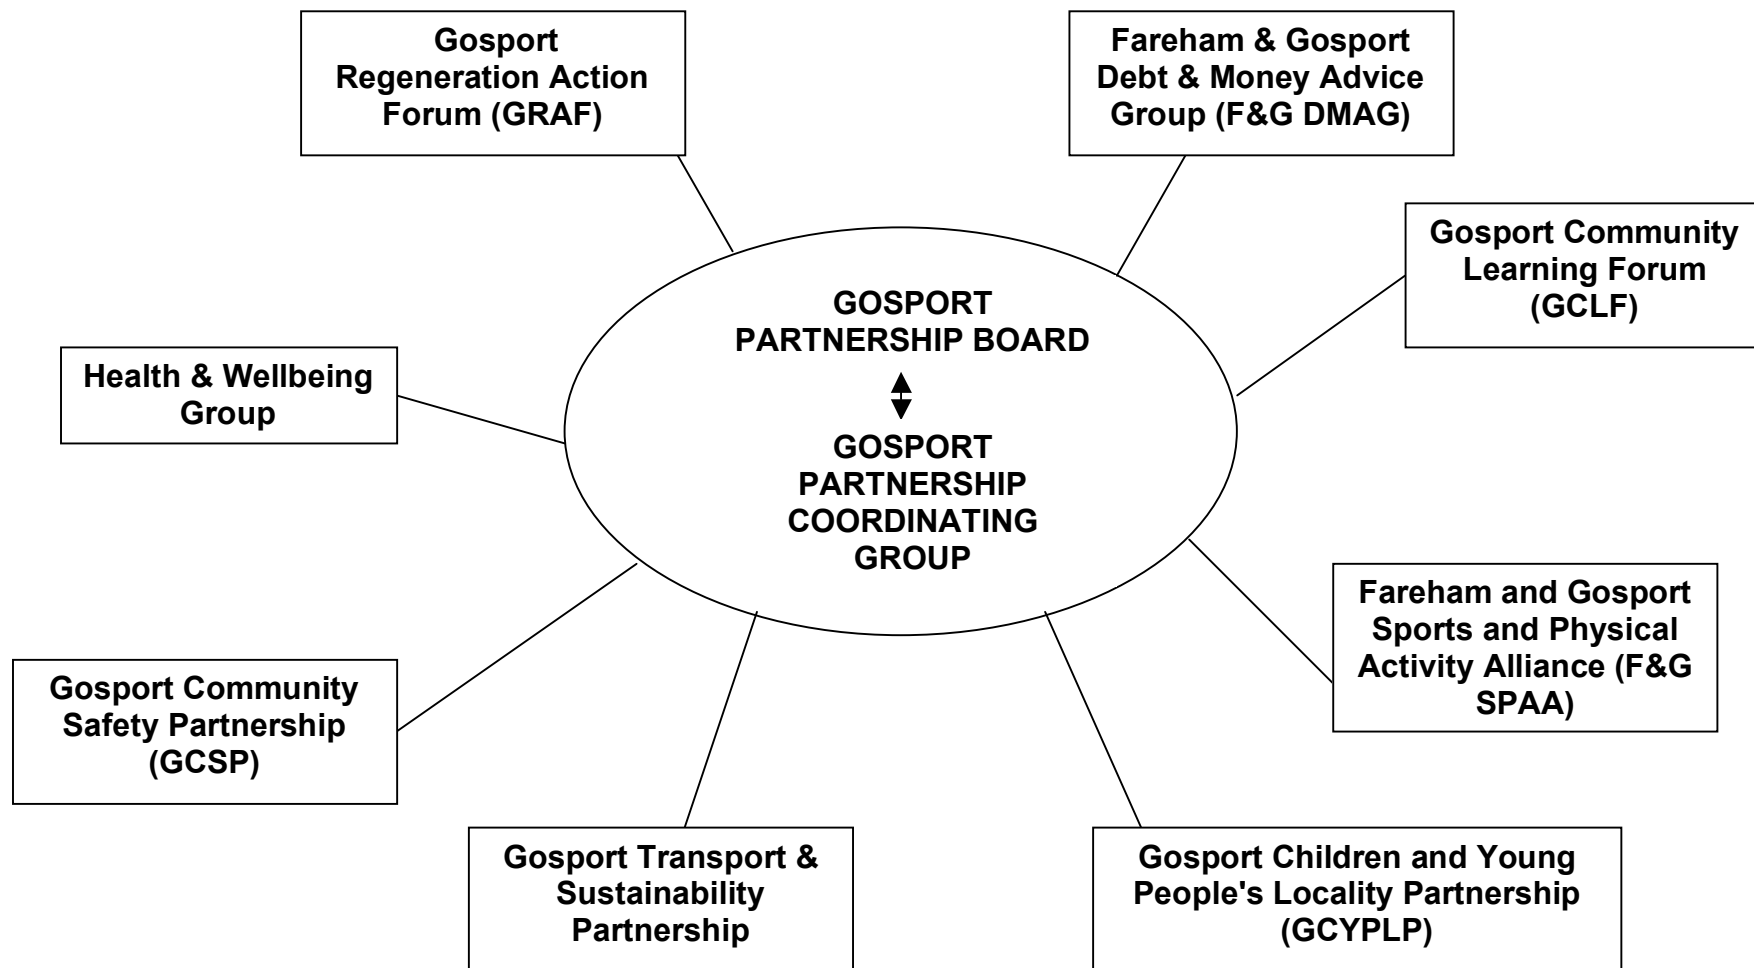 Gosport
Regeneration Action
Forum (GRAF)
Fareham & Gosport
Debt & Money Advice
Group (F&G DMAG)
Gosport Community
Learning Forum
(GCLF)
GOSPORT
PARTNERSHIP BOARD
Health & Wellbeing
Group
GOSPORT
PARTNERSHIP
COORDINATING
GROUP
Fareham and Gosport
Sports and Physical
Activity Alliance (F&G
SPAA)
Gosport Community
Safety Partnership
(GCSP)
Gosport Transport &
Sustainability
Partnership
Gosport Children and Young
People's Locality Partnership
(GCYPLP)